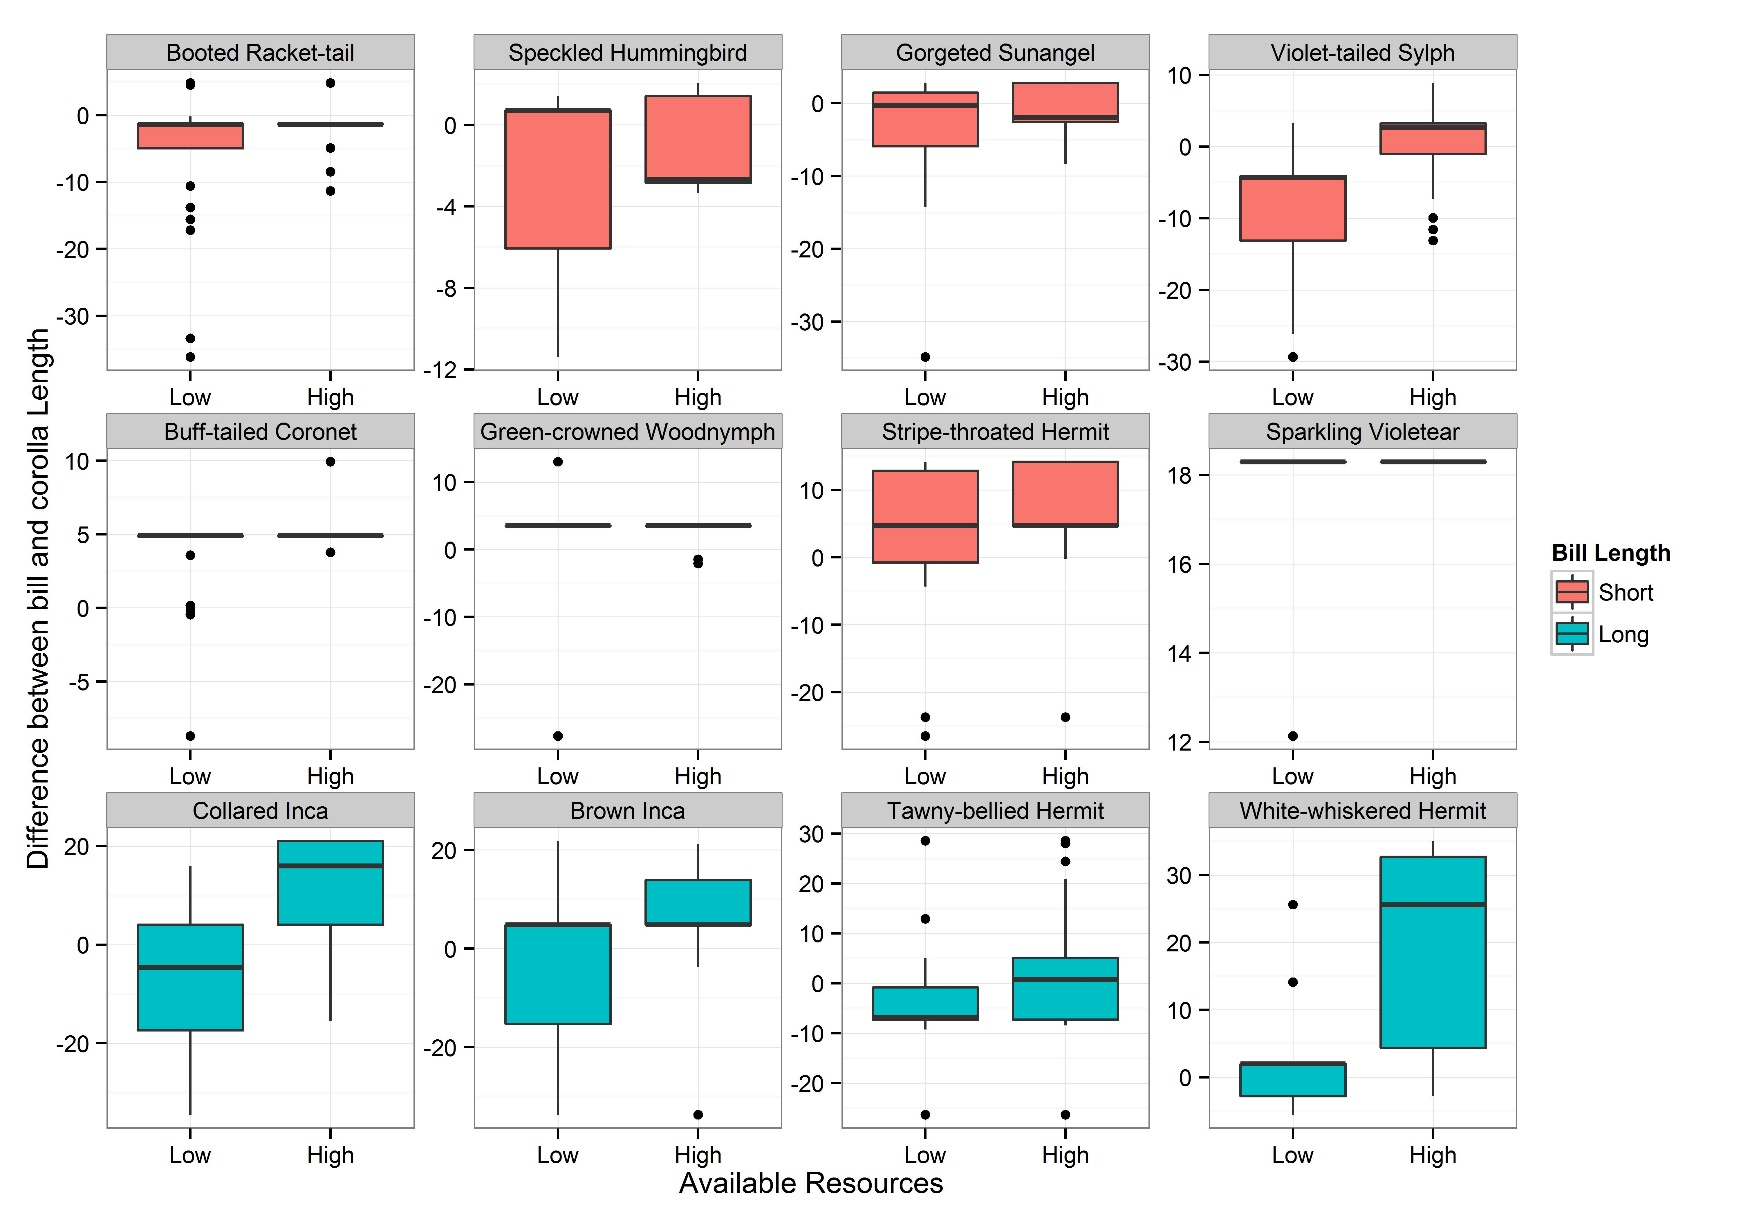 Booted Racket-tail
Speckled Hummingbird
Gorgeted Sunangel
Violet-tailed Sylph
0
-10
-20
-30
0
-4
-8
-12
0
-10
-20
-30
10
0
-10
-20
-30
Low High
Low High
Low High
Low High
Buff-tailed Coronet
Green-crowned Woodnymph
Stripe-throated Hermit
Sparkling Violetear
10
5
0
-5
10
0
-10
-20
10
0
-10
-20
18
16
14
12
Low High
Low High
Low High
Low High
Collared Inca
Brown Inca
Tawny-bellied Hermit
White-whiskered Hermit
20
0
-20
20
0
-20
30
20
10
0
-10
-20
30
20
10
0
Low High
Low High
Low High
Low High
Difference between bill and corolla Length
Available Resources
Bill Length
Short
Long